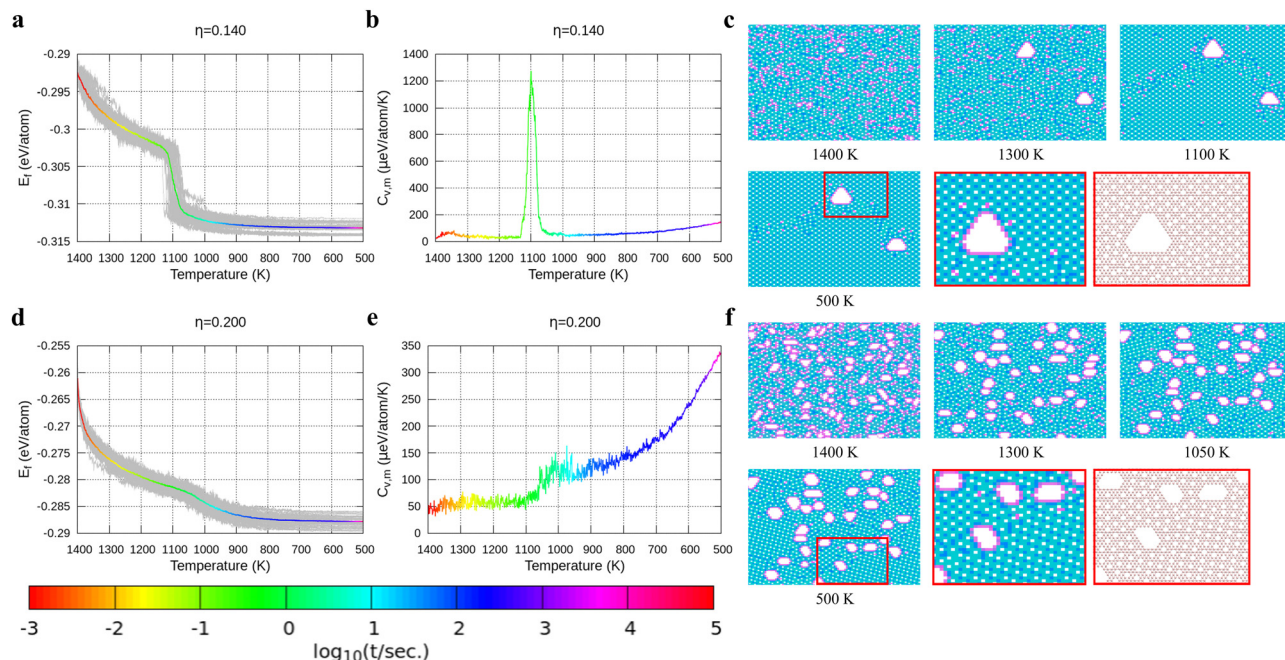 a
η=0.140
-0.29
-0.295
-0.3
-0.305
-0.31
-0.315
E_f (eV/atom)
1400 1300 1200 1100 1000 900 800 700 600 500
Temperature (K)
b
η=0.140
1400
1200
1000
800
600
400
200
0
C_v,m (μeV/atom/K)
1400 1300 1200 1100 1000 900 800 700 600 500
Temperature (K)
c
1400 K
1300 K
1100 K
500 K
d
η=0.200
-0.255
-0.26
-0.265
-0.27
-0.275
-0.28
-0.285
-0.29
E_f (eV/atom)
1400 1300 1200 1100 1000 900 800 700 600 500
Temperature (K)
e
η=0.200
350
300
250
200
150
100
50
0
C_v,m (μeV/atom/K)
1400 1300 1200 1100 1000 900 800 700 600 500
Temperature (K)
f
1400 K
1300 K
1050 K
500 K
-3 -2 -1 0 1 2 3 4 5
log₁₀(t/sec.)